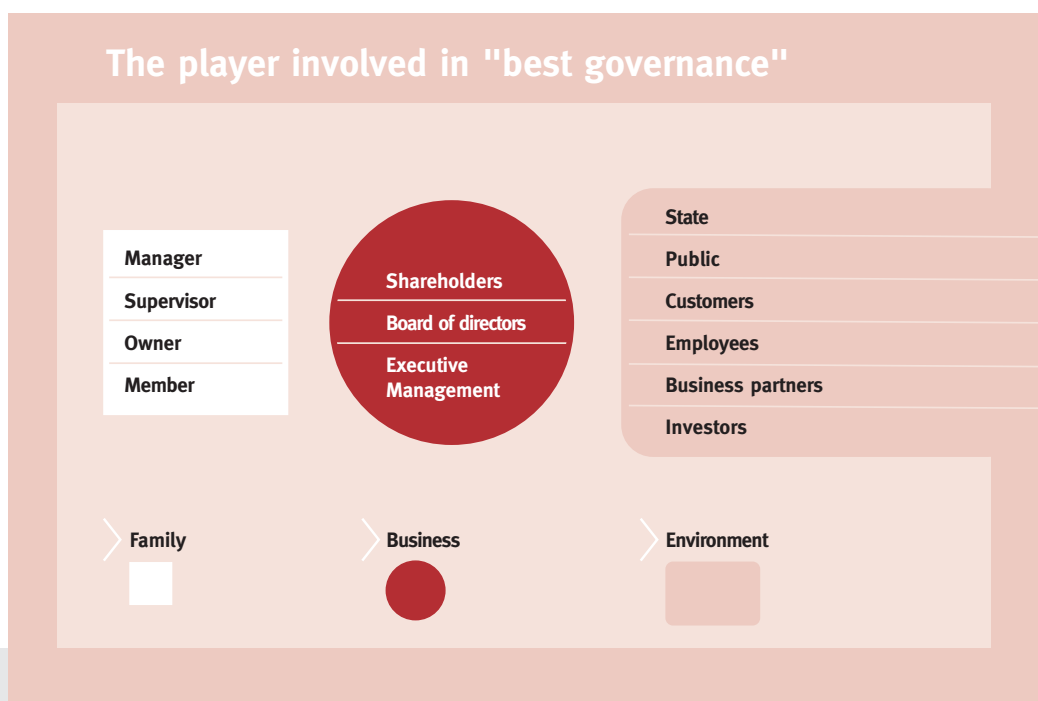 The player involved in "best governance"
Manager
Supervisor
Owner
Member
Shareholders
Board of directors
Executive
Management
State
Public
Customers
Employees
Business partners
Investors
Family
Business
Environment